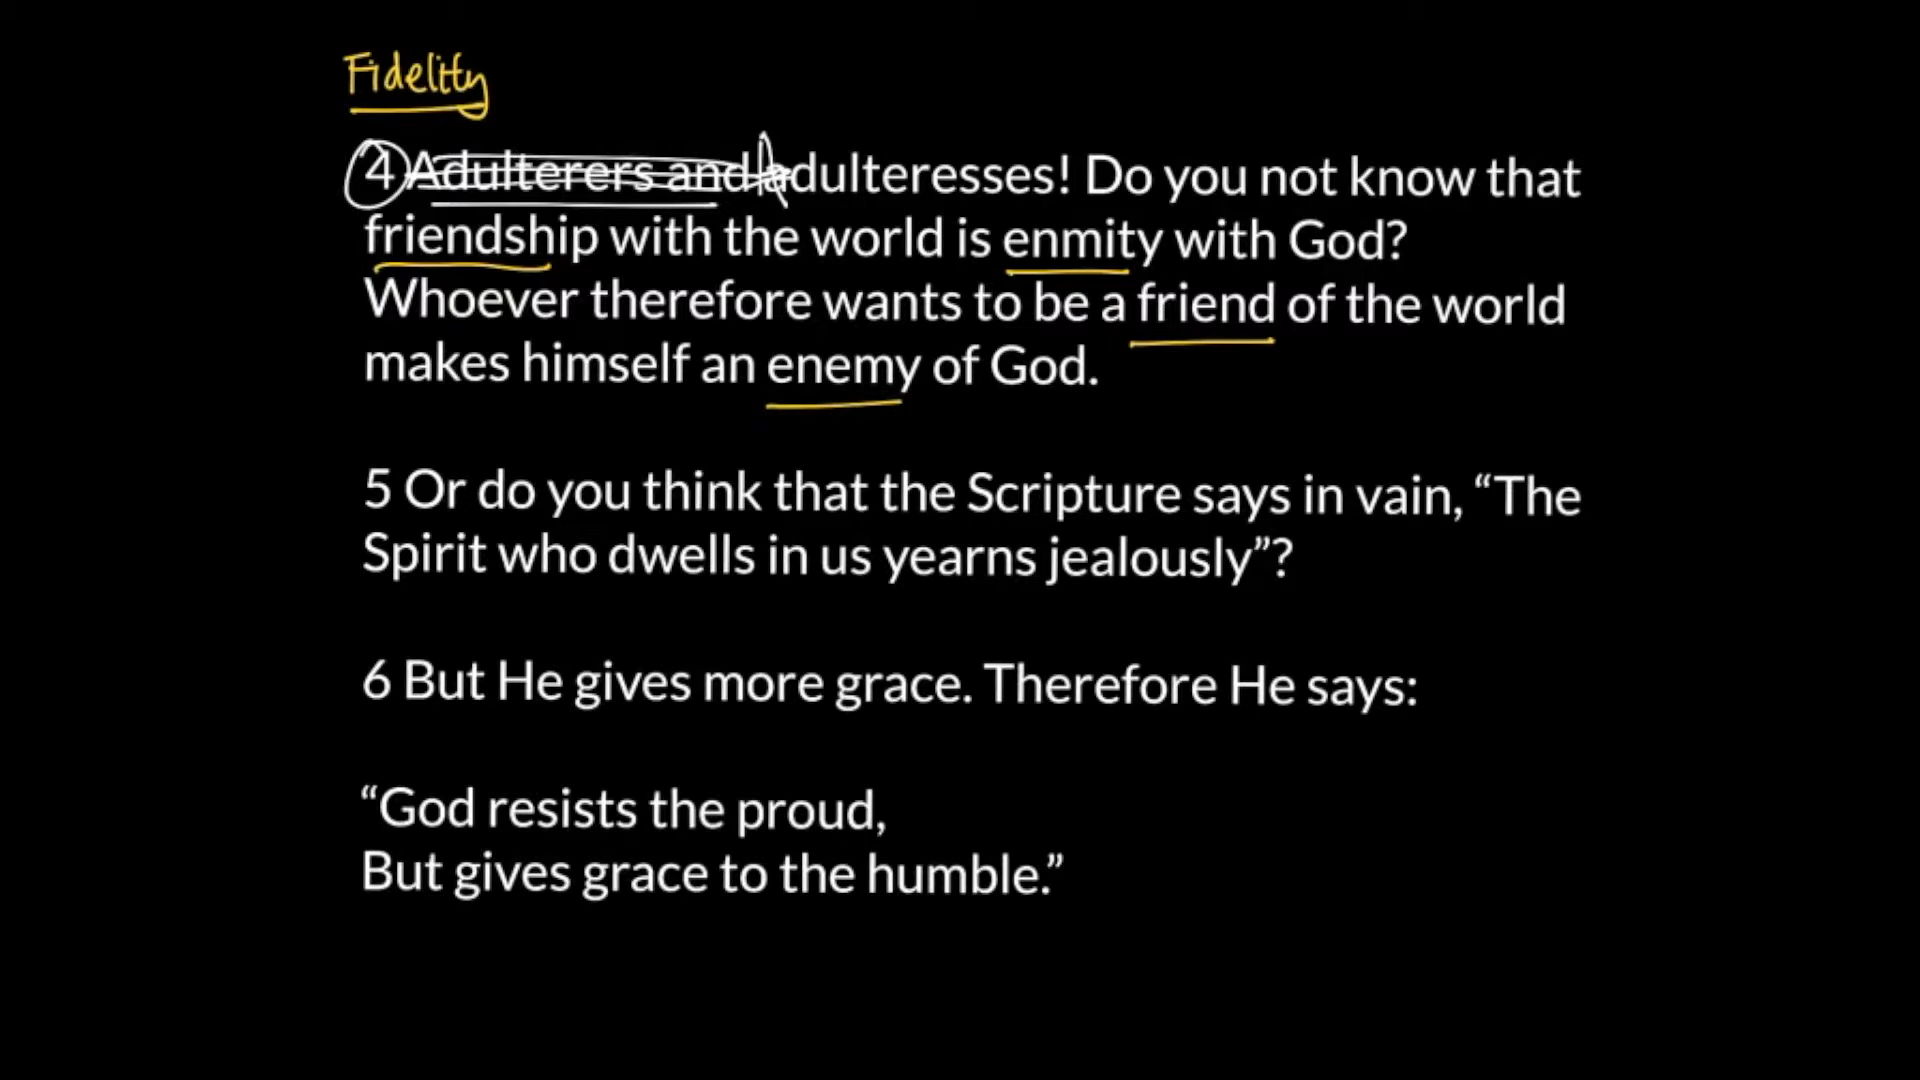 Fidelity
4 Adulterers and Adulteresses! Do you not know that
friendship with the world is enmity with God?
Whoever therefore wants to be a friend of the world
makes himself an enemy of God.
5 Or do you think that the Scripture says in vain, “The
Spirit who dwells in us yearns jealously”?
6 But He gives more grace. Therefore He says:
“God resists the proud,
But gives grace to the humble.”